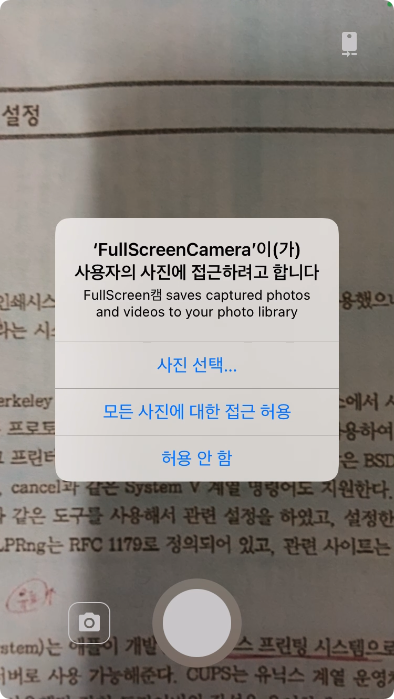 설정
'FullScreenCamera'이(가)
사용자의 사진에 접근하려고 합니다
FullScreen캠 saves captured photos
and videos to your photo library
사진 선택...
모든 사진에 대한 접근 허용
허용 안 함
인쇄시스
용했으
라는 시스
erkeley
에서 사
는 프로토
용하여
고 프린터
은 BSD
, cancel과 같은 System V 계열 명령어도 지원한다.
과 같은 도구를 사용해서 관련 설정을 하였고, 설정한
LPRng는 RFC 1179로 정의되어 있고, 관련 사이트는
stem)는 애플이 개발
스 프린팅 시스템으로
버로 사용 가능해준다. CUPS는 유닉스 계열 운영